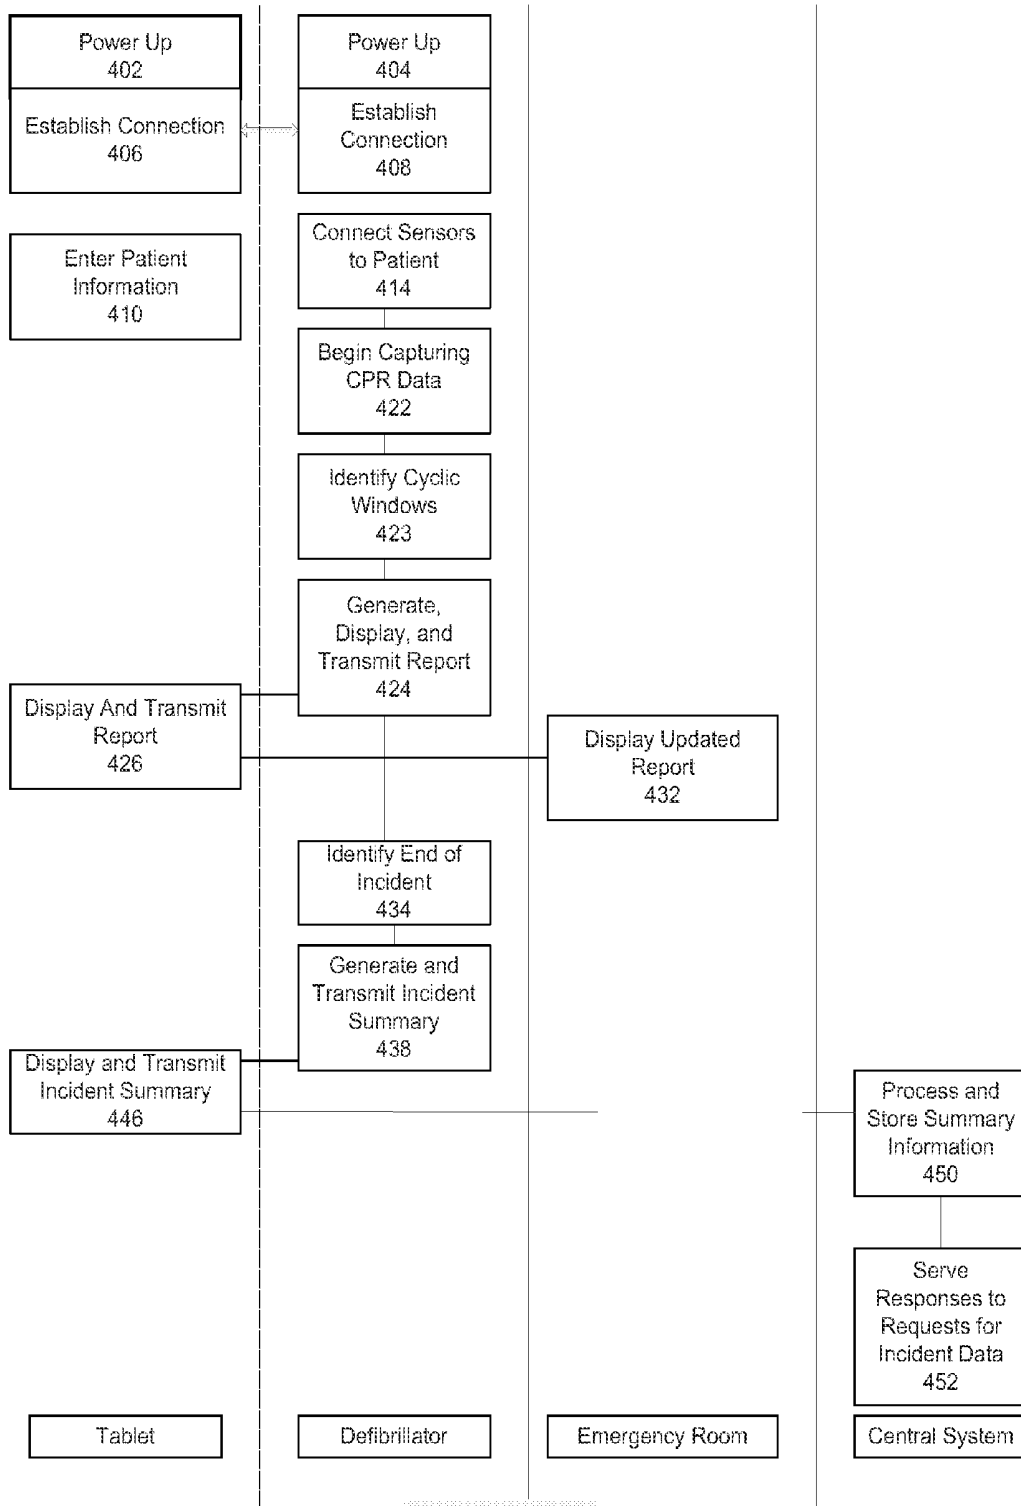 Power Up
402
Establish Connection
406
Power Up
404
Establish
Connection
408
Enter Patient
Information
410
Connect Sensors
to Patient
414
Begin Capturing
CPR Data
422
Identify Cyclic
Windows
423
Generate,
Display, and
Transmit Report
424
Display And Transmit
Report
426
Display Updated
Report
432
Identify End of
Incident
434
Generate and
Transmit Incident
Summary
438
Display and Transmit
Incident Summary
446
Process and
Store Summary
Information
450
Serve
Responses to
Requests for
Incident Data
452
Tablet
Defibrillator
Emergency Room
Central System